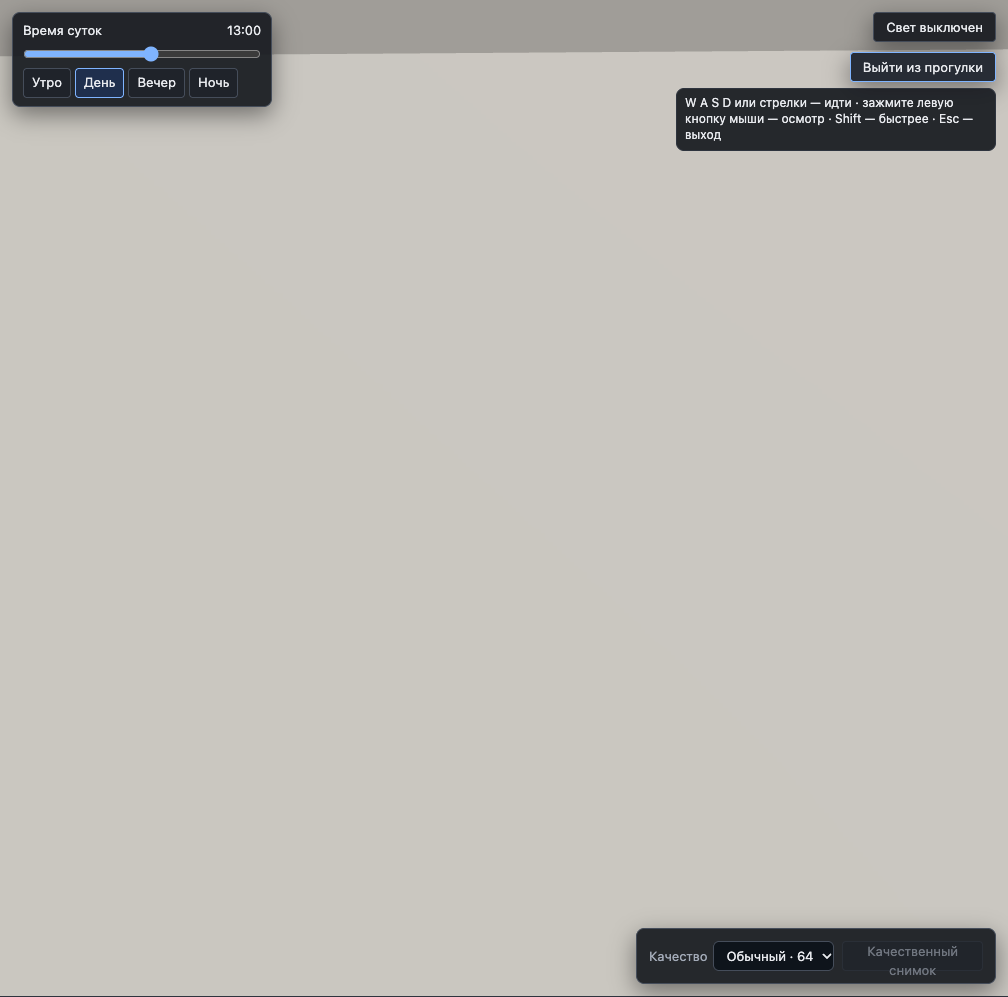 Время суток 13:00
Утро День Вечер Ночь
Свет выключен
Выйти из прогулки
W A S D или стрелки — идти · зажмите левую
кнопку мыши — осмотр · Shift — быстрее · Esc —
выход
Качество Обычный · 64 Качественный
снимок